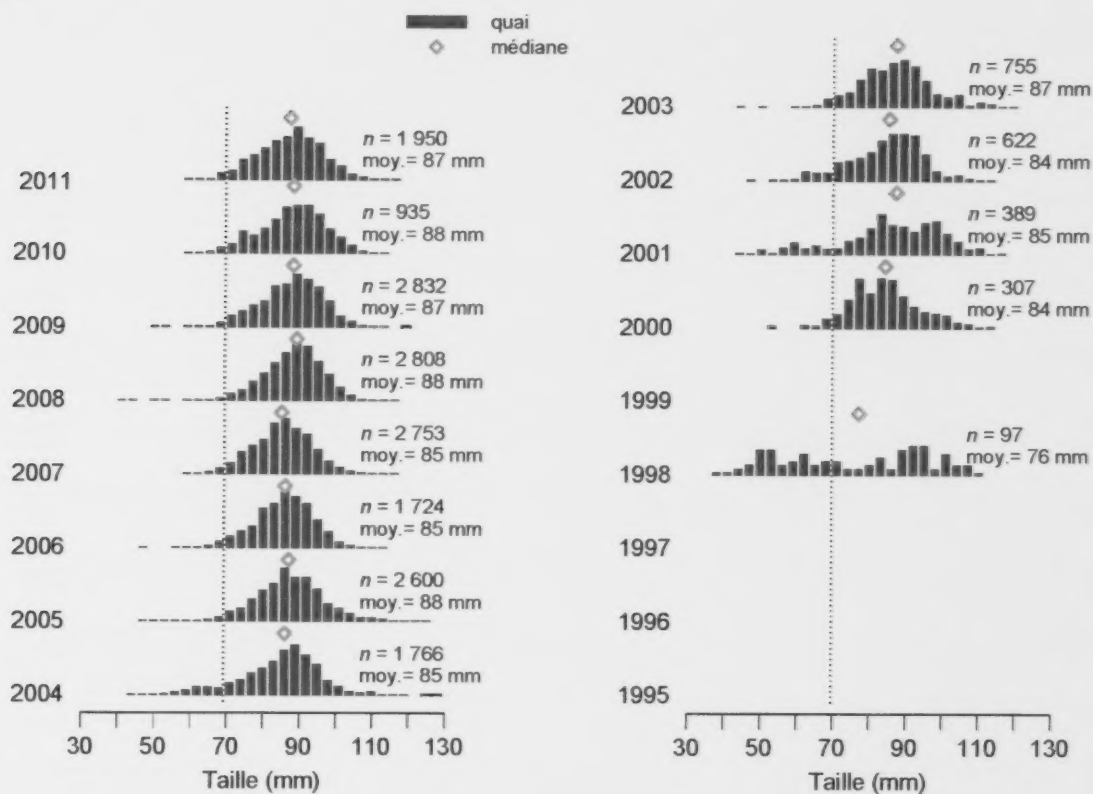 quai
médiane
n = 1 950
moy.= 87 mm
2011
n = 935
moy.= 88 mm
2010
n = 2 832
moy.= 87 mm
2009
n = 2 808
moy.= 88 mm
2008
n = 2 753
moy.= 85 mm
2007
n = 1 724
moy.= 85 mm
2006
n = 2 600
moy.= 88 mm
2005
n = 1 766
moy.= 85 mm
2004
30 50 70 90 110 130
Taille (mm)
n = 755
moy.= 87 mm
2003
n = 622
moy.= 84 mm
2002
n = 389
moy.= 85 mm
2001
n = 307
moy.= 84 mm
2000
1999
n = 97
moy.= 76 mm
1998
1997
1996
1995
30 50 70 90 110 130
Taille (mm)